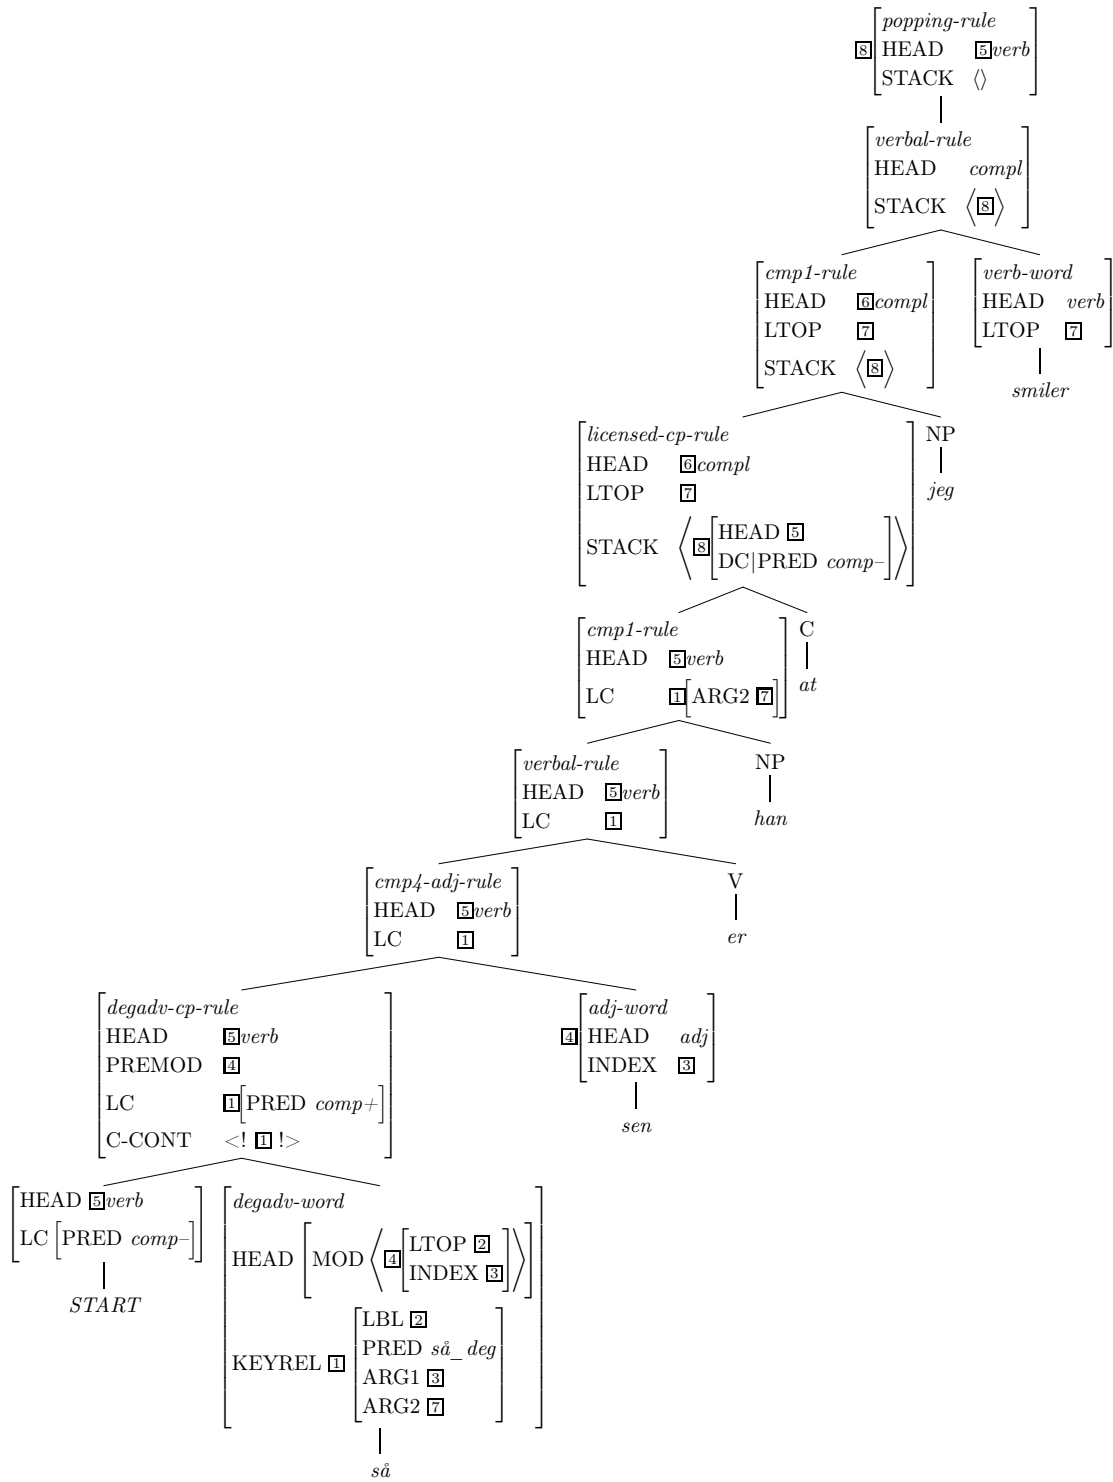 popping-rule
8 HEAD 5 verb
STACK ⟨⟩
verbal-rule
HEAD compl
STACK ⟨8⟩
cmp1-rule
HEAD 6 compl
LTOP 7
STACK ⟨8⟩
verb-word
HEAD verb
LTOP 7
smiler
licensed-cp-rule
HEAD 6 compl
LTOP 7
STACK ⟨8 [HEAD 5
DC|PRED comp–]⟩
NP
jeg
cmp1-rule
HEAD 5 verb
LC 1 [ARG2 7]
C
at
verbal-rule
HEAD 5 verb
LC 1
NP
han
cmp4-adj-rule
HEAD 5 verb
LC 1
V
er
degadv-cp-rule
HEAD 5 verb
PREMOD 4
LC 1 [PRED comp+]
C-CONT <! 1 !>
adj-word
4 HEAD adj
INDEX 3
sen
HEAD 5 verb
LC [PRED comp–]
START
degadv-word
HEAD [MOD ⟨4 [LTOP 2
INDEX 3]⟩]
KEYREL 1 [LBL 2
PRED så_deg
ARG1 3
ARG2 7]
så